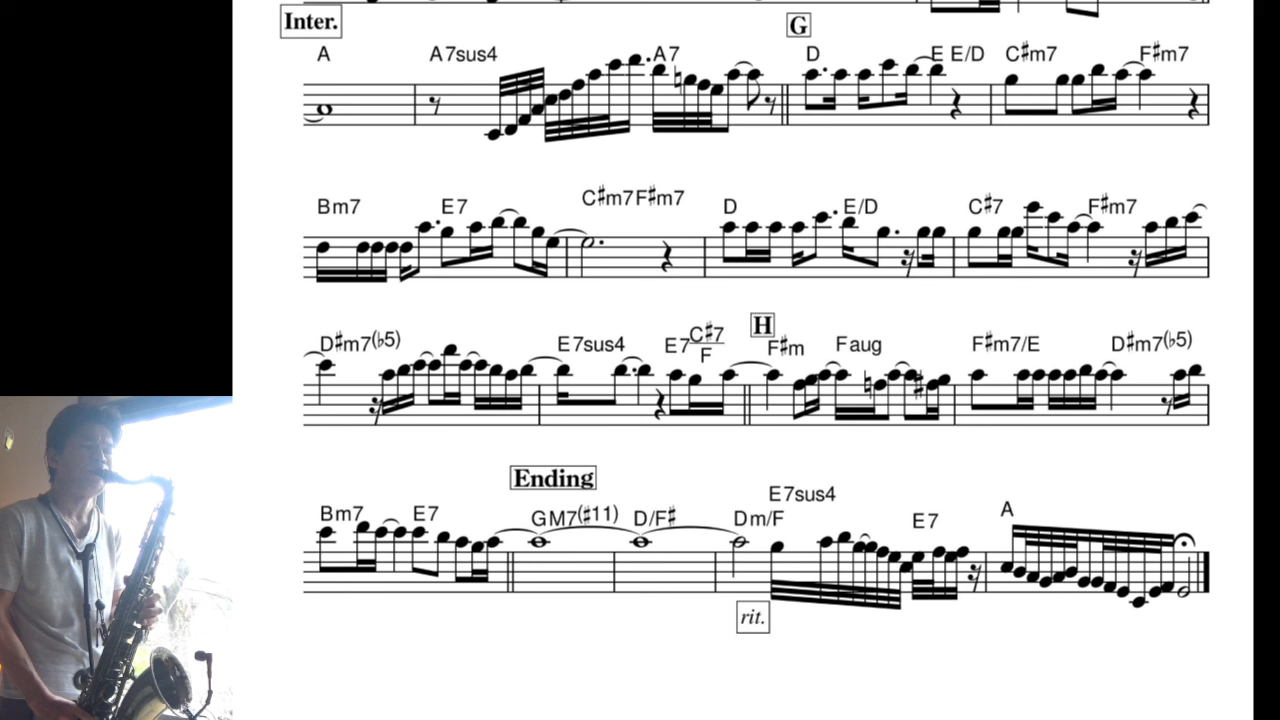 Inter.
G
A A7sus4 A7 D E E/D C♯m7 F♯m7
Bm7 E7 C♯m7 F♯m7 D E/D C♯7 F♯m7
H
D♯m7(♭5) E7sus4 E7 C♯7/F F♯m Faug F♯m7/E D♯m7(♭5)
Ending
E7sus4
Bm7 E7 GM7(♯11) D/F♯ Dm/F E7 A
rit.